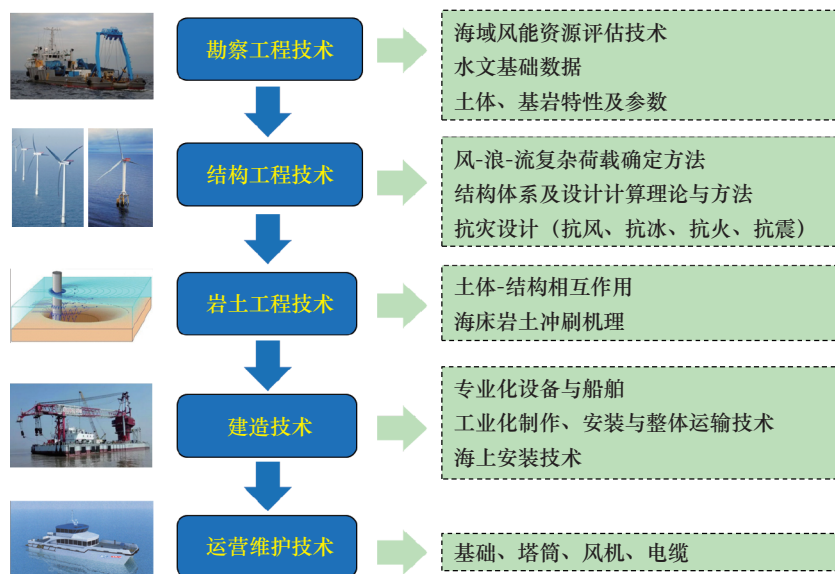 勘察工程技术
海域风能资源评估技术
水文基础数据
土体、基岩特性及参数
结构工程技术
风-浪-流复杂荷载确定方法
结构体系及设计计算理论与方法
抗灾设计（抗风、抗冰、抗火、抗震）
岩土工程技术
土体-结构相互作用
海床岩土冲刷机理
建造技术
专业化设备与船舶
工业化制作、安装与整体运输技术
海上安装技术
运营维护技术
基础、塔筒、风机、电缆